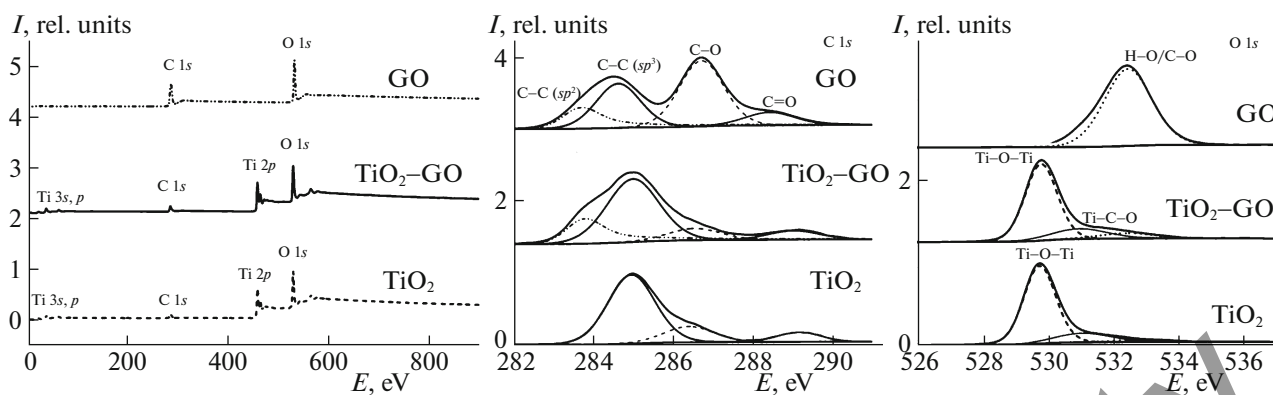 I, rel. units
5
4
3
2
1
0
C 1s
O 1s
GO
Ti 3s, p
C 1s
Ti 2p
O 1s
TiO₂–GO
Ti 3s, p
C 1s
Ti 2p
O 1s
TiO₂
0 200 400 600 800
E, eV
I, rel. units
C 1s
4
2
0
C–C (sp²)
C–C (sp³)
C–O
C=O
GO
TiO₂–GO
TiO₂
282 284 286 288 290
E, eV
I, rel. units
O 1s
2
0
H–O/C–O
GO
Ti–O–Ti
Ti–C–O
TiO₂–GO
Ti–O–Ti
TiO₂
526 528 530 532 534 536
E, eV